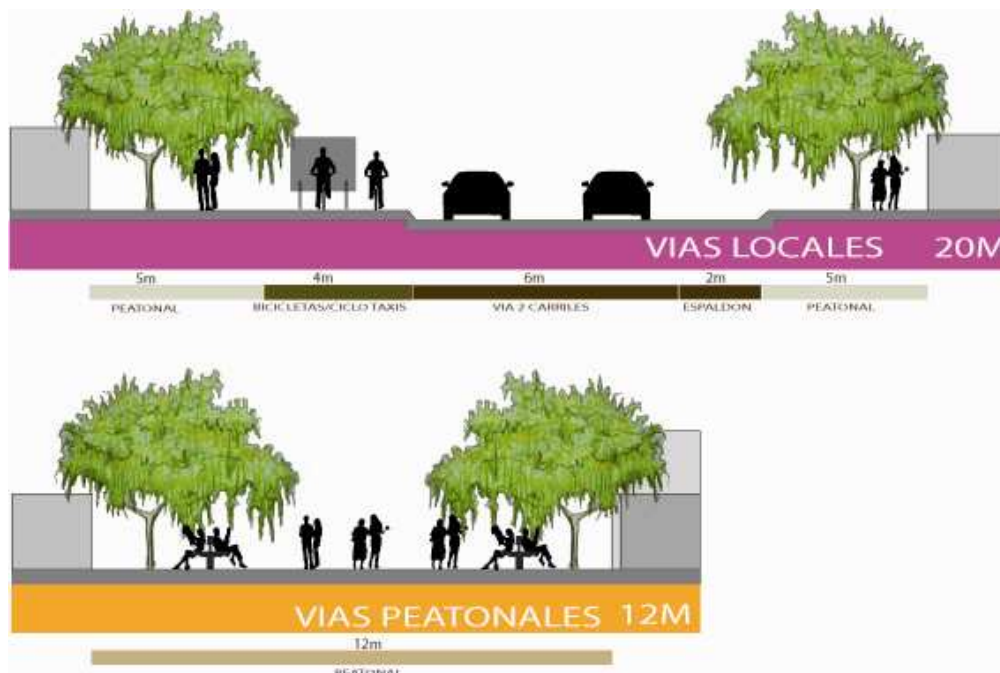 VIAS LOCALES 20M
5m 4m 6m 2m 5m
PEATONAL BICICLETAS/CICLO TAXIS VIA 2 CARRILES ESPALDON PEATONAL
VIAS PEATONALES 12M
12m
PEATONAL